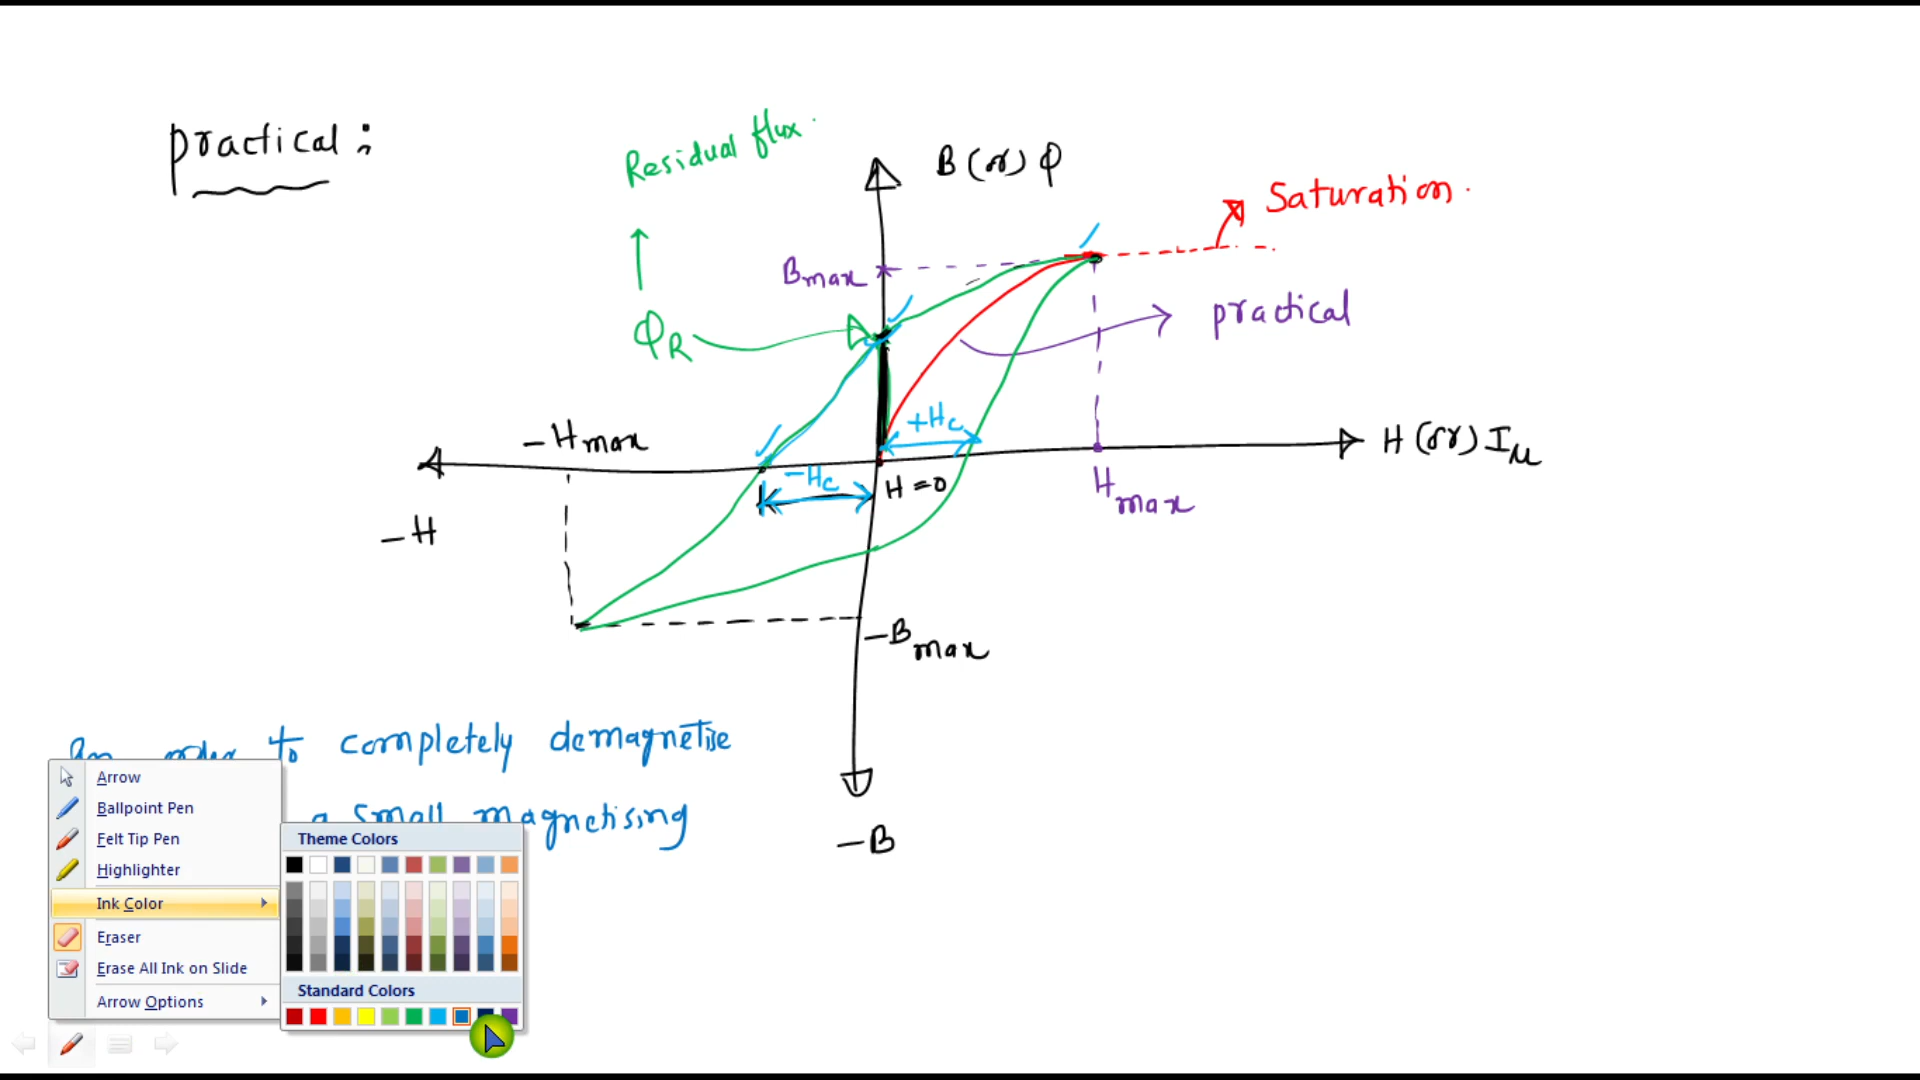 practical :
Residual flux.
B (or) φ
Saturation.
Bmax
φR
practical
+Hc
-Hmax
H (or) Iμ
-Hc
H = 0
Hmax
-H
-Bmax
In order to completely demagnetise
a small magnetising
-B
Arrow
Ballpoint Pen
Felt Tip Pen
Highlighter
Ink Color
Eraser
Erase All Ink on Slide
Arrow Options
Theme Colors
Standard Colors